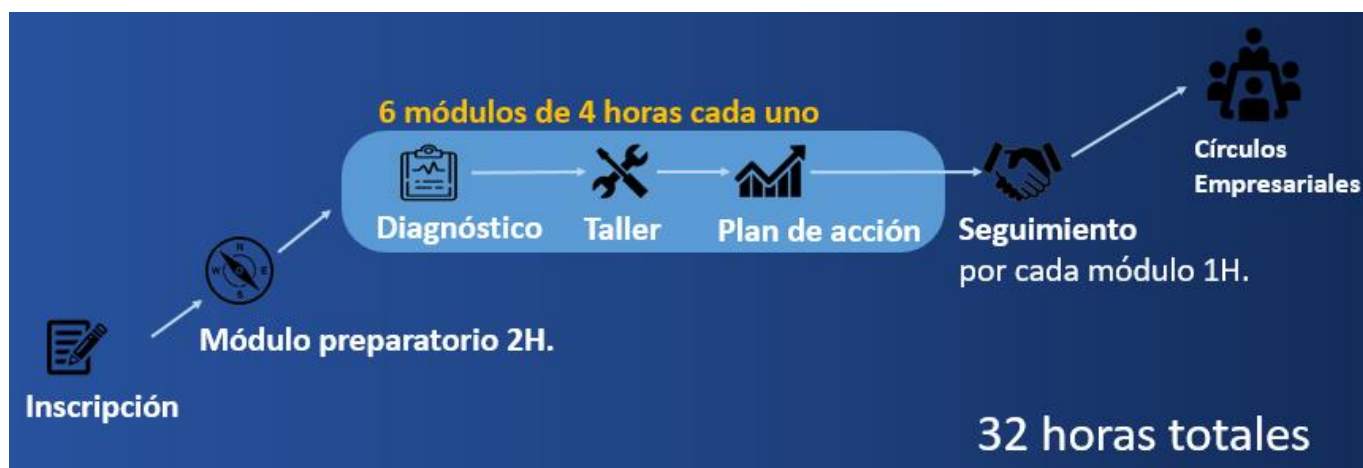 6 módulos de 4 horas cada uno
Diagnóstico
Taller
Plan de acción
Seguimiento
por cada módulo 1H.
Círculos
Empresariales
N
W
E
S
Módulo preparatorio 2H.
Inscripción
32 horas totales